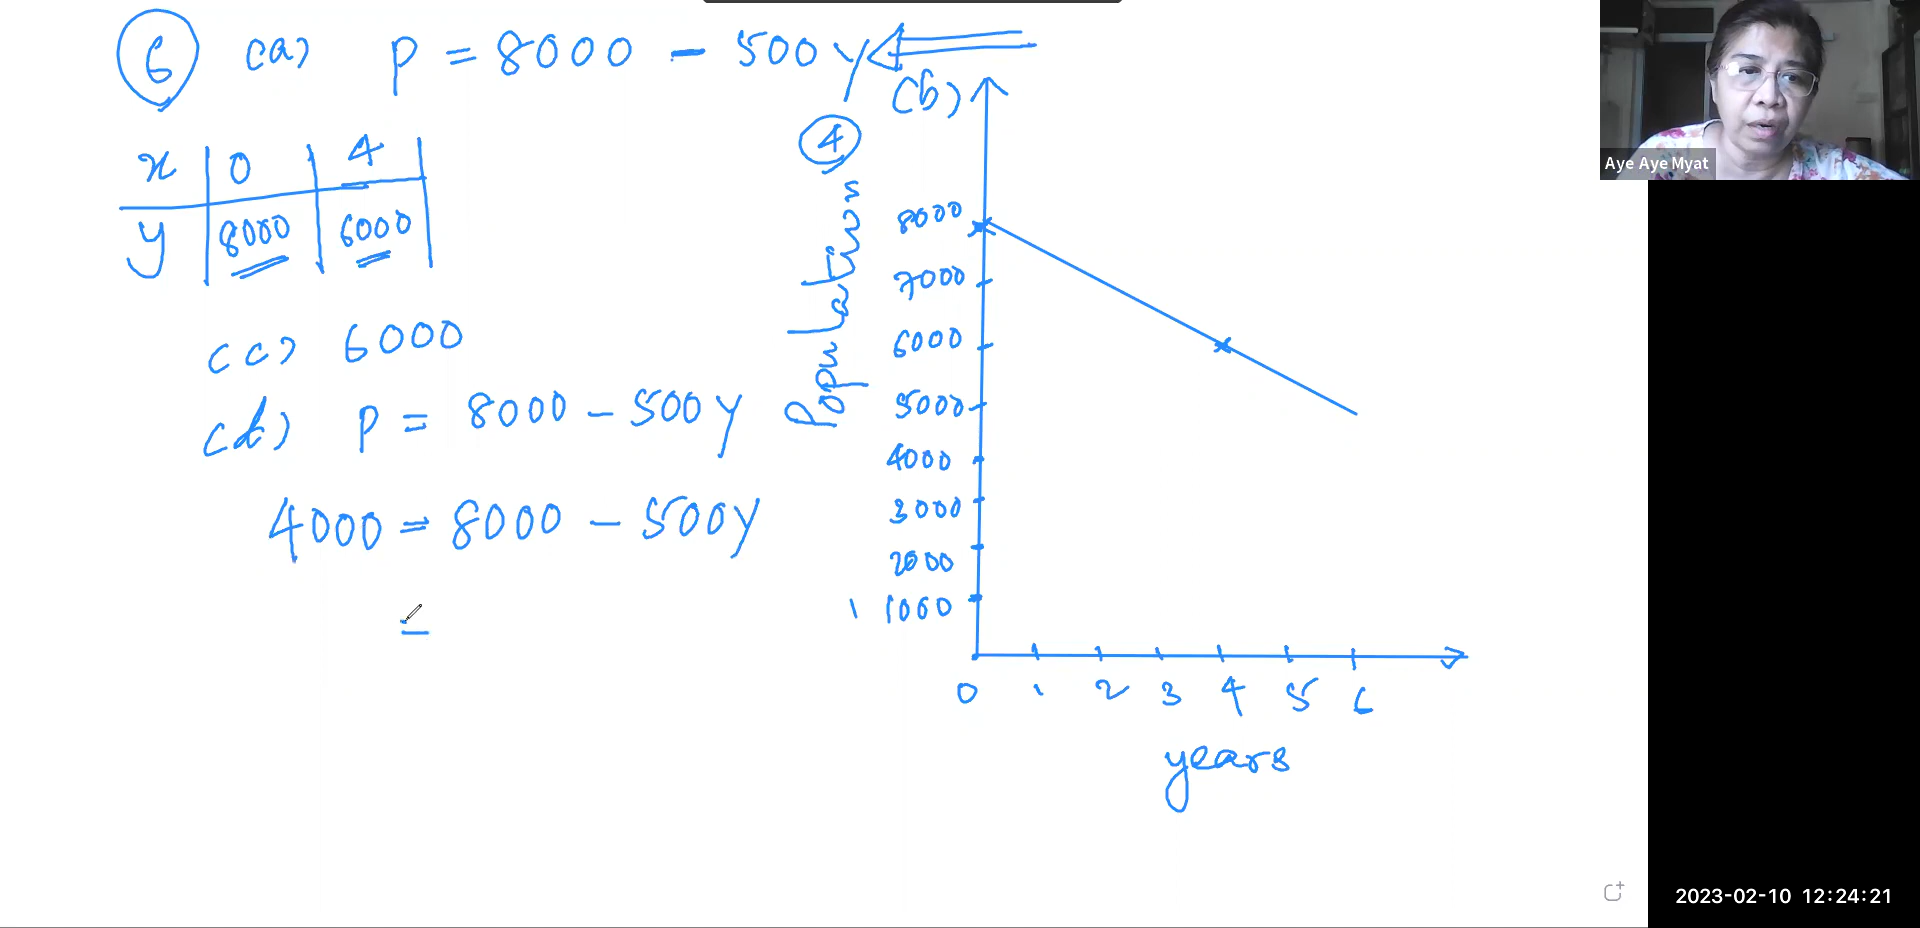 6 (a) P = 8000 - 500y
x 0 4
y 8000 6000
(c) 6000
(d) P = 8000 - 500y
4000 = 8000 - 500y
=
(b)
4
Population
8000
7000
6000
5000
4000
3000
2000
1000
0 1 2 3 4 5 6
years
Aye Aye Myat
2023-02-10 12:24:21